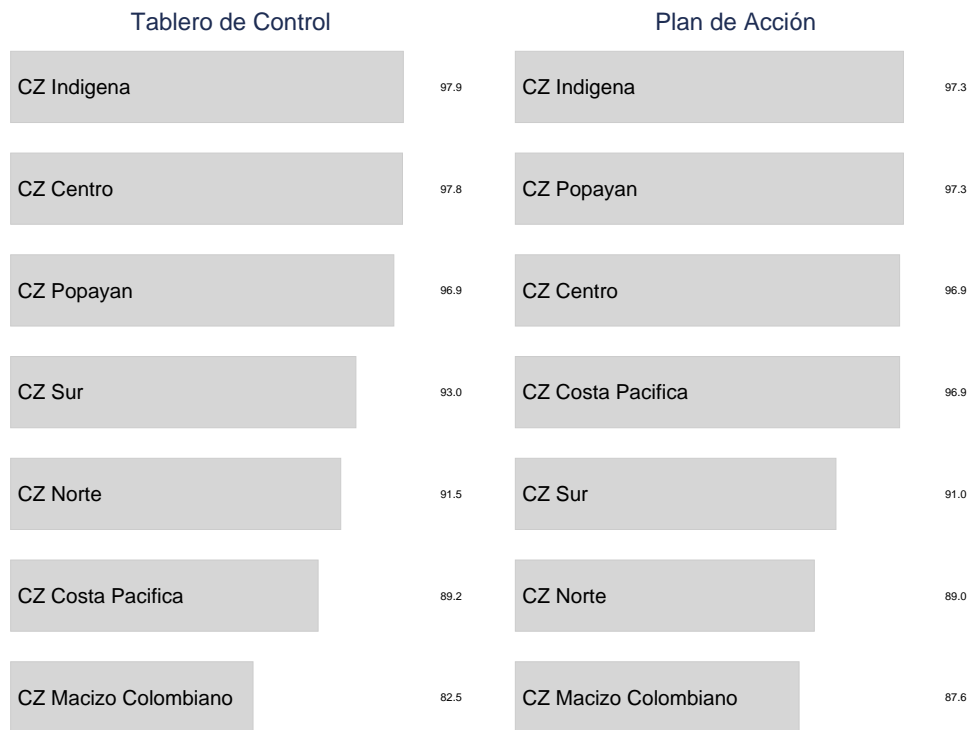 Tablero de Control
CZ Indigena 97.9
CZ Centro 97.8
CZ Popayan 96.9
CZ Sur 93.0
CZ Norte 91.5
CZ Costa Pacifica 89.2
CZ Macizo Colombiano 82.5
Plan de Acción
CZ Indigena 97.3
CZ Popayan 97.3
CZ Centro 96.9
CZ Costa Pacifica 96.9
CZ Sur 91.0
CZ Norte 89.0
CZ Macizo Colombiano 87.6